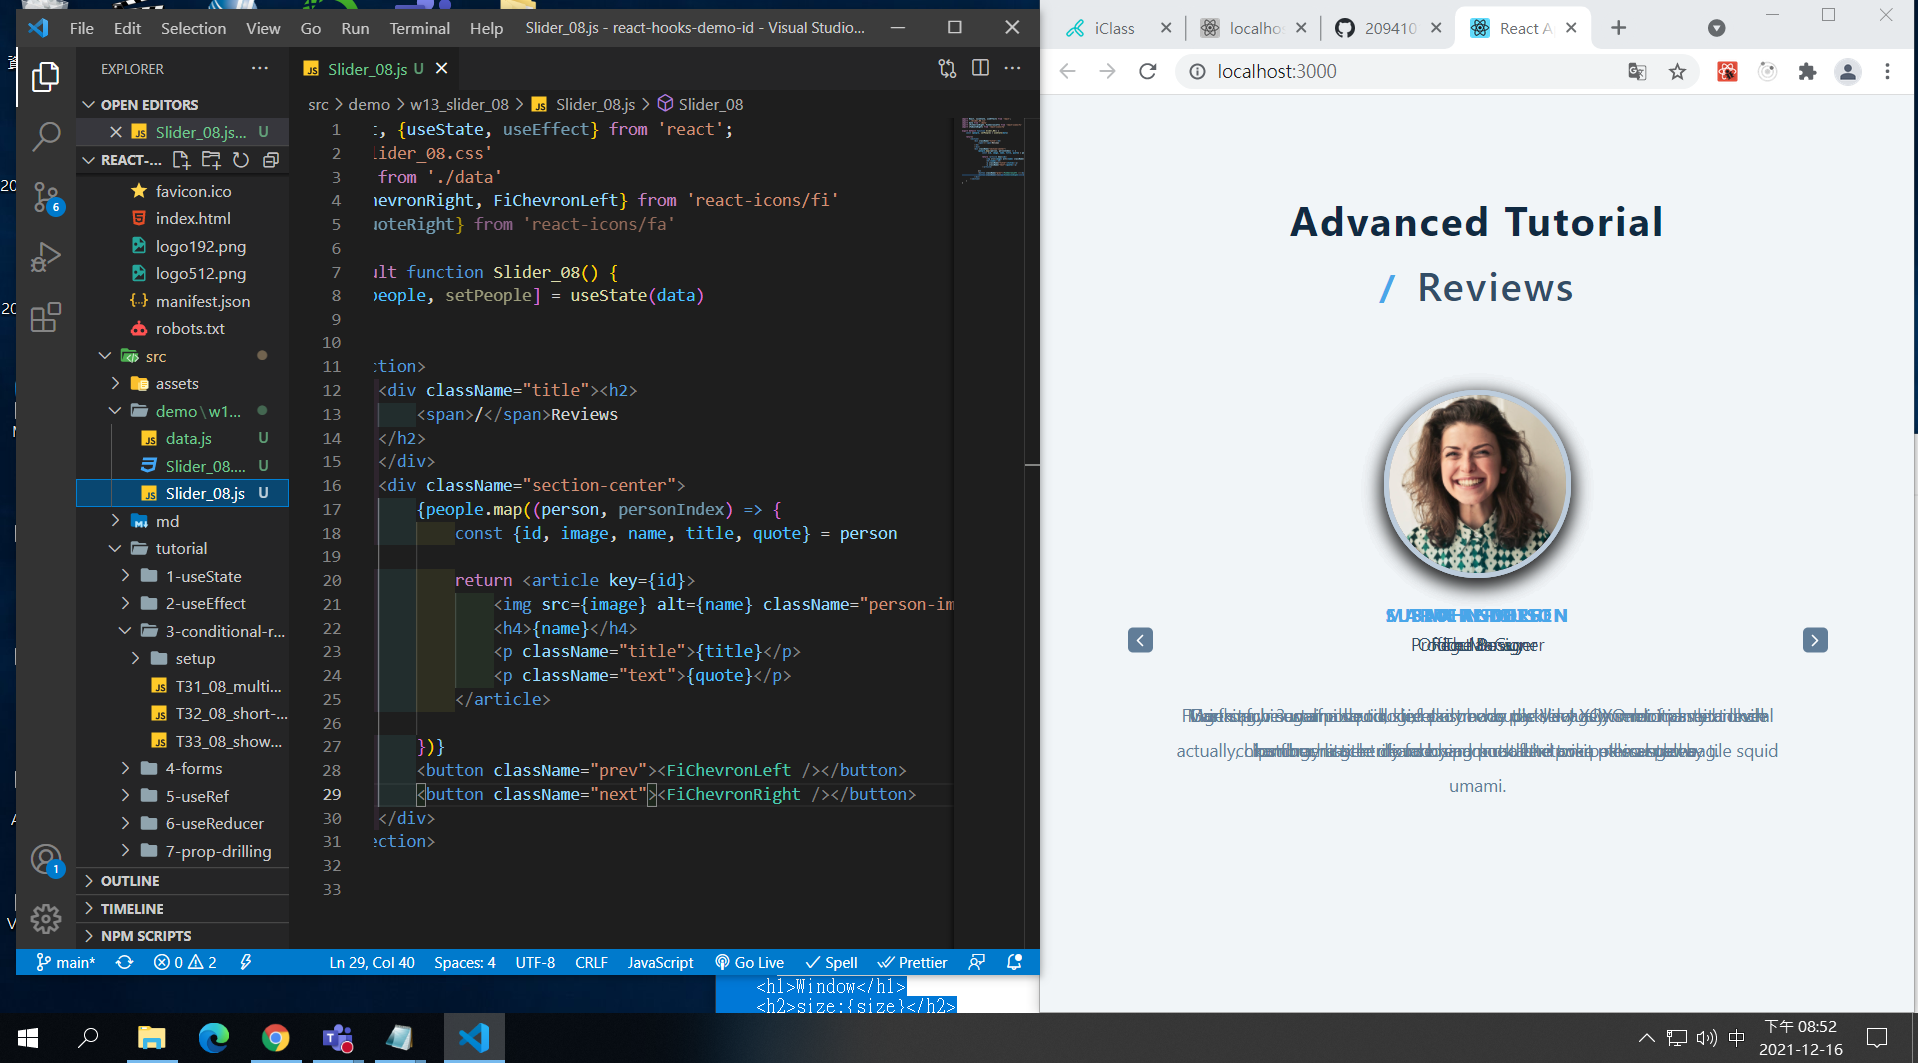 File Edit Selection View Go Run Terminal Help Slider_08.js - react-hooks-demo-id - Visual Studio...
EXPLORER
OPEN EDITORS
Slider_08.js... U
REACT-...
favicon.ico
index.html
logo192.png
logo512.png
manifest.json
robots.txt
src
assets
demo\w1...
data.js U
Slider_08.... U
Slider_08.js U
md
tutorial
1-useState
2-useEffect
3-conditional-r...
setup
T31_08_multi...
T32_08_short-...
T33_08_show...
4-forms
5-useRef
6-useReducer
7-prop-drilling
OUTLINE
TIMELINE
NPM SCRIPTS
6
1
Slider_08.js U
src > demo > w13_slider_08 > Slider_08.js > Slider_08
1 t, {useState, useEffect} from 'react';
2 lider_08.css'
3 from './data'
4 hevronRight, FiChevronLeft} from 'react-icons/fi'
5 uoteRight} from 'react-icons/fa'
6
7 ult function Slider_08() {
8 people, setPeople] = useState(data)
9
10
11 ction>
12 <div className="title"><h2>
13 <span>/</span>Reviews
14 </h2>
15 </div>
16 <div className="section-center">
17 {people.map((person, personIndex) => {
18 const {id, image, name, title, quote} = person
19
20 return <article key={id}>
21 <img src={image} alt={name} className="person-im
22 <h4>{name}</h4>
23 <p className="title">{title}</p>
24 <p className="text">{quote}</p>
25 </article>
26
27 })}
28 <button className="prev"><FiChevronLeft /></button>
29 <button className="next"><FiChevronRight /></button>
30 </div>
31 ection>
32
33
main* 0 2 Ln 29, Col 40 Spaces: 4 UTF-8 CRLF JavaScript Go Live Spell Prettier
<h1>Window</h1>
<h2>size:{size}</h2>
iClass localho 209410 React A
localhost:3000
Advanced Tutorial
/ Reviews
umami.
中 下午 08:52
2021-12-16